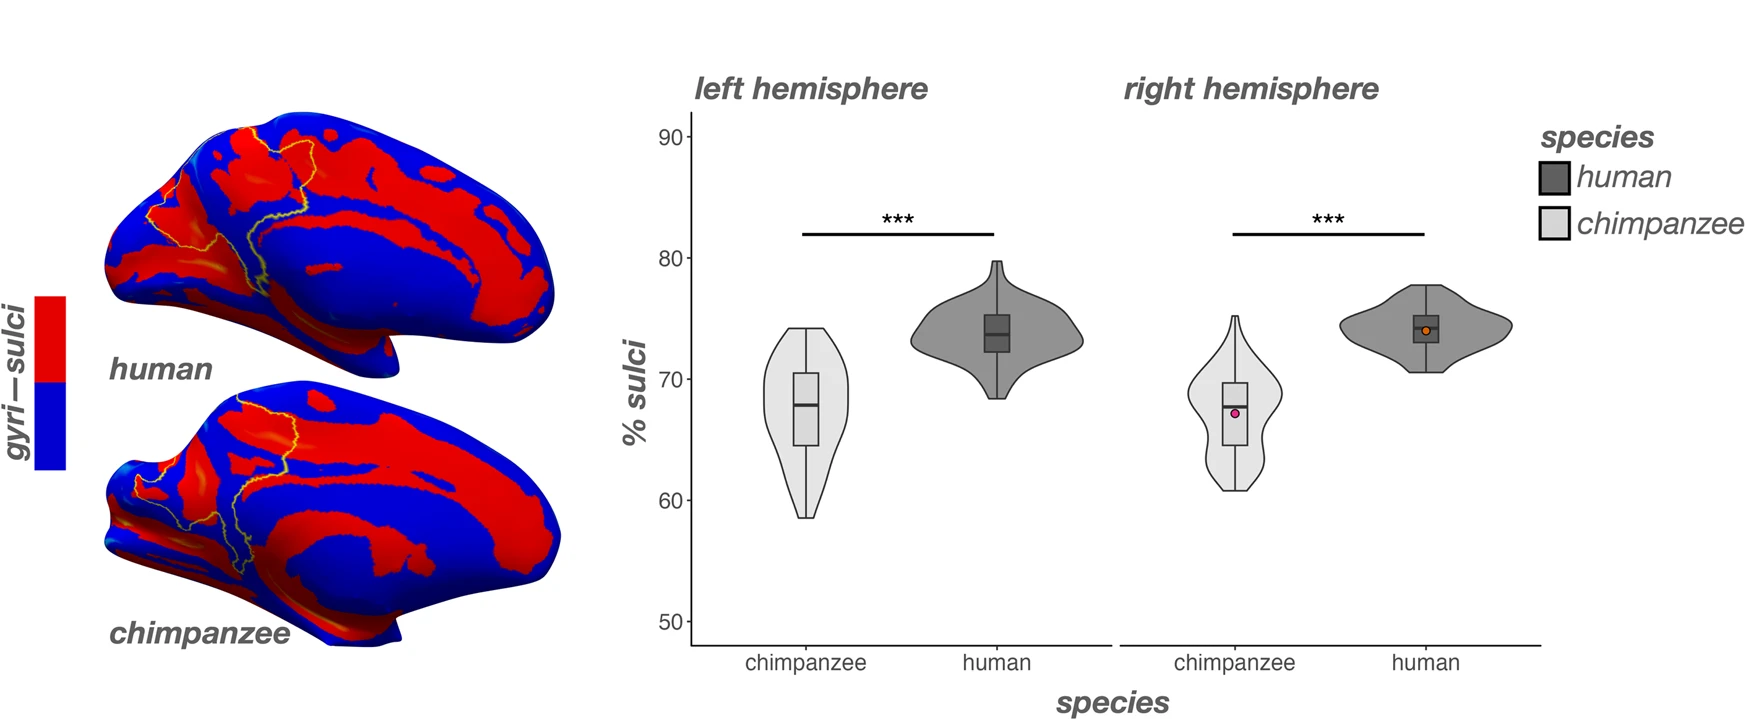 gyri—sulci
human
chimpanzee
left hemisphere
right hemisphere
% sulci
90
80
70
60
50
***
***
chimpanzee
human
chimpanzee
human
species
species
human
chimpanzee